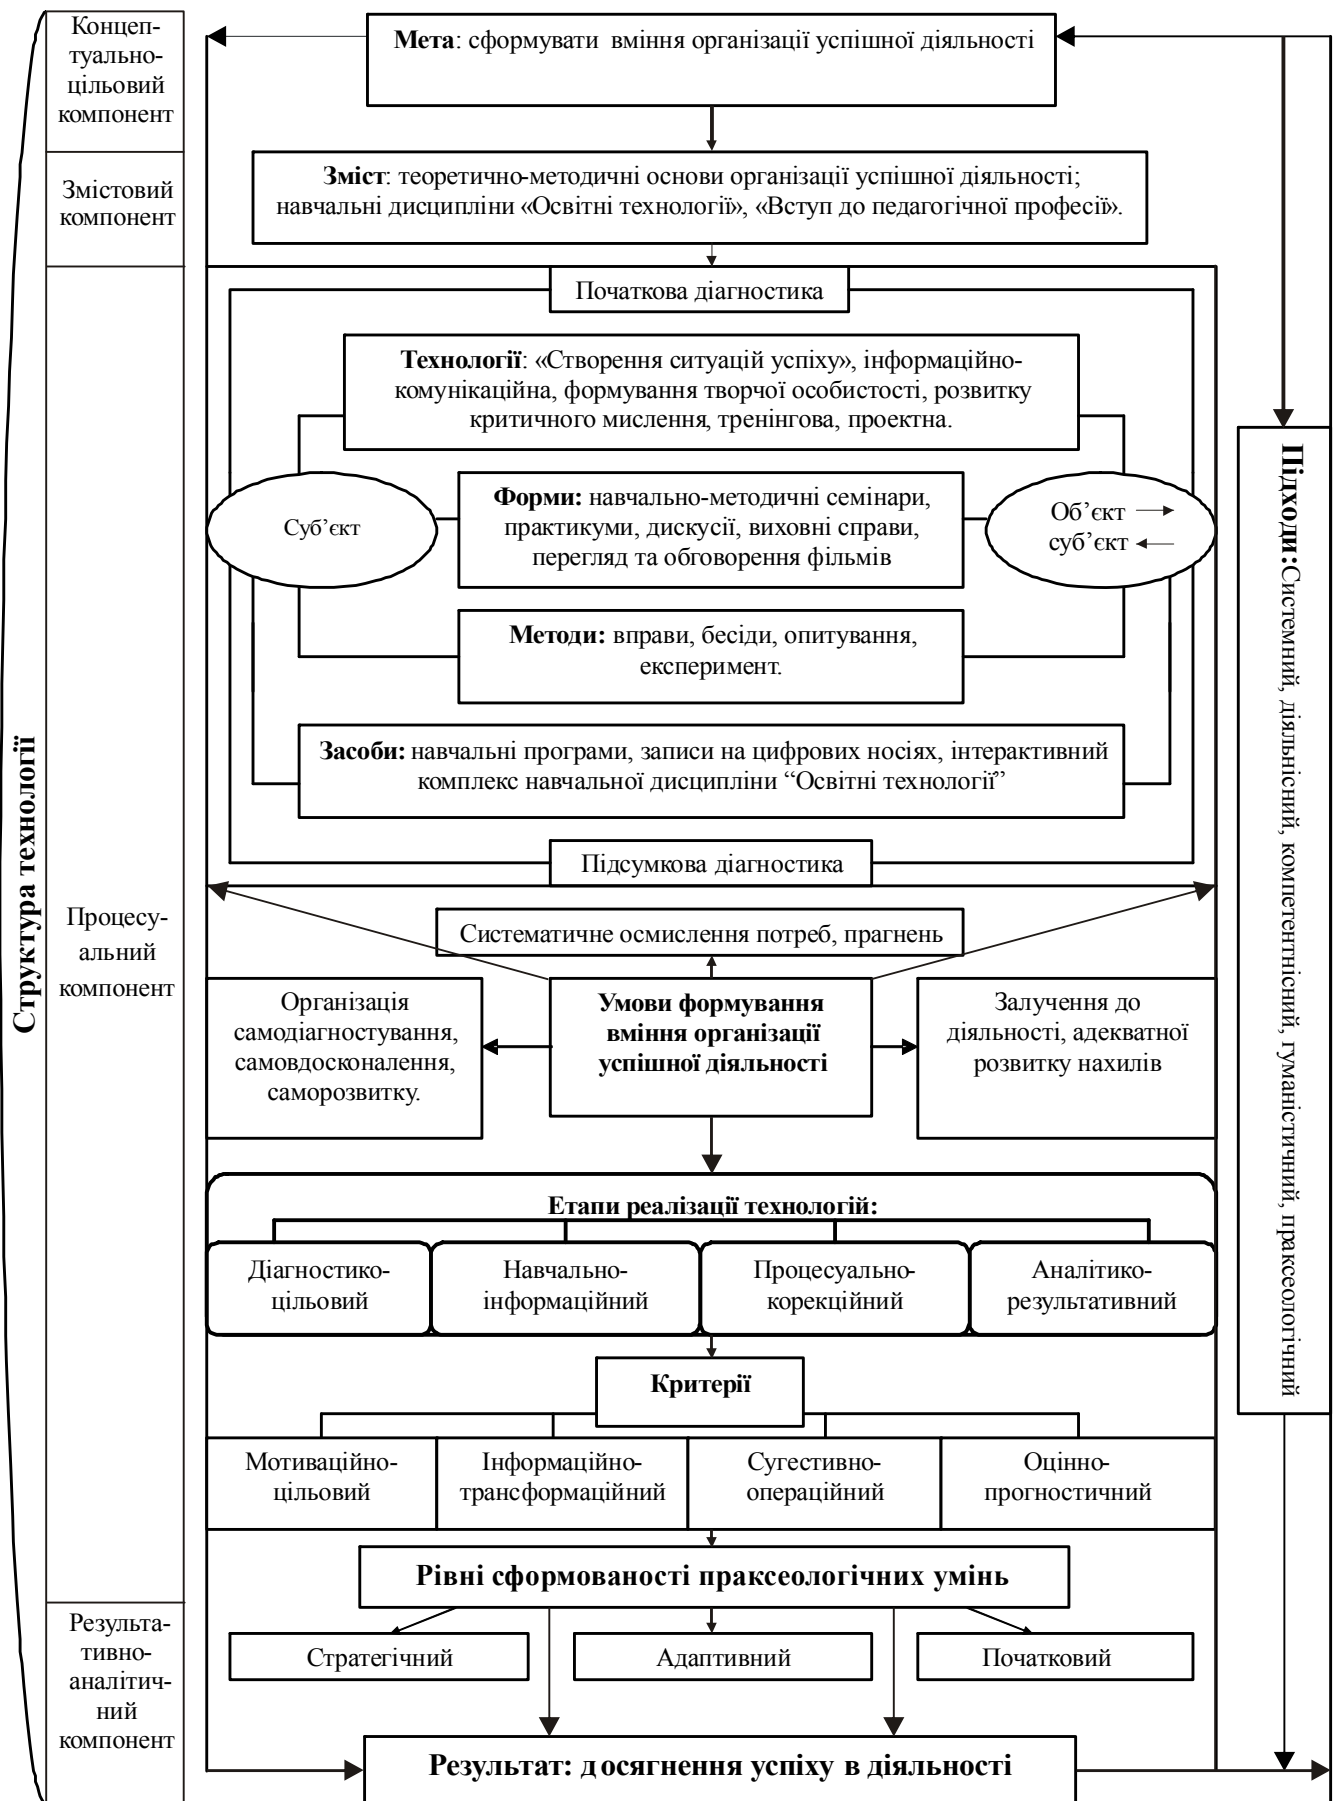 Структура технології
Концеп-
туально-
цільовий
компонент
Мета: сформувати вміння організації успішної діяльності
Змістовий
компонент
Зміст: теоретично-методичні основи організації успішної діяльності;
навчальні дисципліни «Освітні технології», «Вступ до педагогічної професії».
Процесу-
альний
компонент
Початкова діагностика
Технології: «Створення ситуацій успіху», інформаційно-
комунікаційна, формування творчої особистості, розвитку
критичного мислення, тренінгова, проектна.
Суб’єкт
Форми: навчально-методичні семінари,
практикуми, дискусії, виховні справи,
перегляд та обговорення фільмів
Об’єкт
суб’єкт
Методи: вправи, бесіди, опитування,
експеримент.
Засоби: навчальні програми, записи на цифрових носіях, інтерактивний
комплекс навчальної дисципліни “Освітні технології”
Підсумкова діагностика
Підходи:Системний, діяльнісний, компетентнісний, гуманістичний, праксеологічний
Систематичне осмислення потреб, прагнень
Організація
самодіагностування,
самовдосконалення,
саморозвитку.
Умови формування
вміння організації
успішної діяльності
Залучення до
діяльності, адекватної
розвитку нахилів
Етапи реалізації технологій:
Діагностико-
цільовий
Навчально-
інформаційний
Процесуально-
корекційний
Аналітико-
результативний
Критерії
Мотиваційно-
цільовий
Інформаційно-
трансформаційний
Сугестивно-
операційний
Оцінно-
прогностичний
Рівні сформованості праксеологічних умінь
Результа-
тивно-
аналітич-
ний
компонент
Стратегічний
Адаптивний
Початковий
Результат: досягнення успіху в діяльності